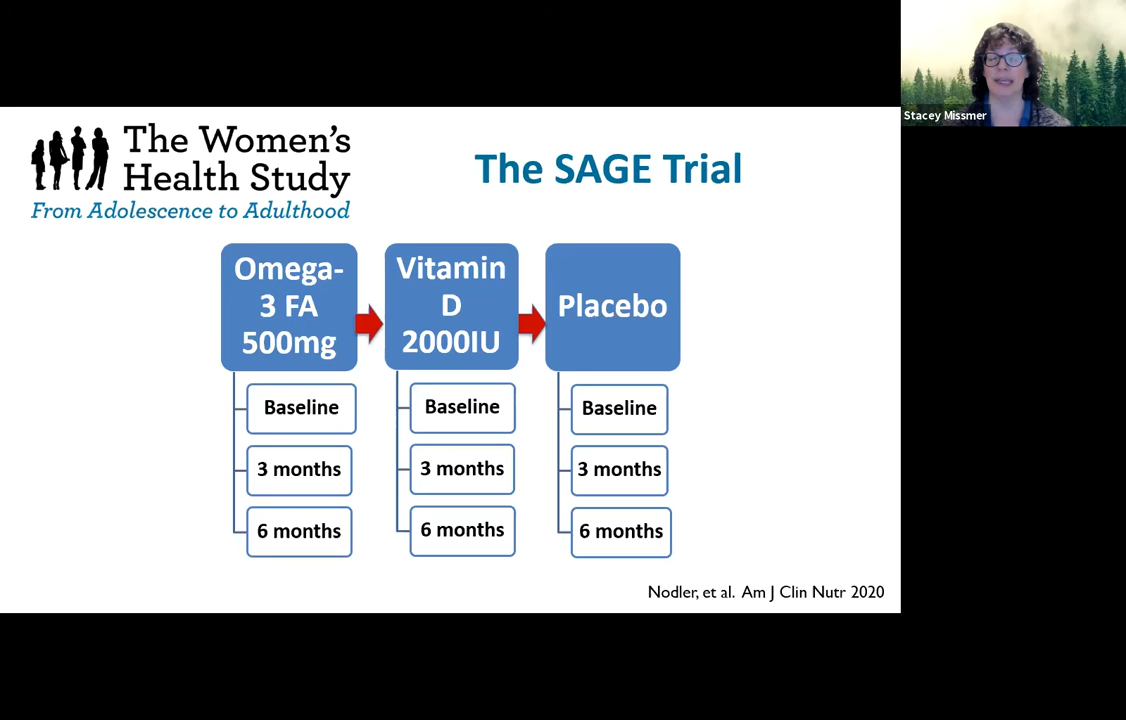 Stacey Missmer
The Women's
Health Study
From Adolescence to Adulthood
The SAGE Trial
Omega-
3 FA
500mg
Baseline
3 months
6 months
Vitamin
D
2000IU
Baseline
3 months
6 months
Placebo
Baseline
3 months
6 months
Nodler, et al. Am J Clin Nutr 2020